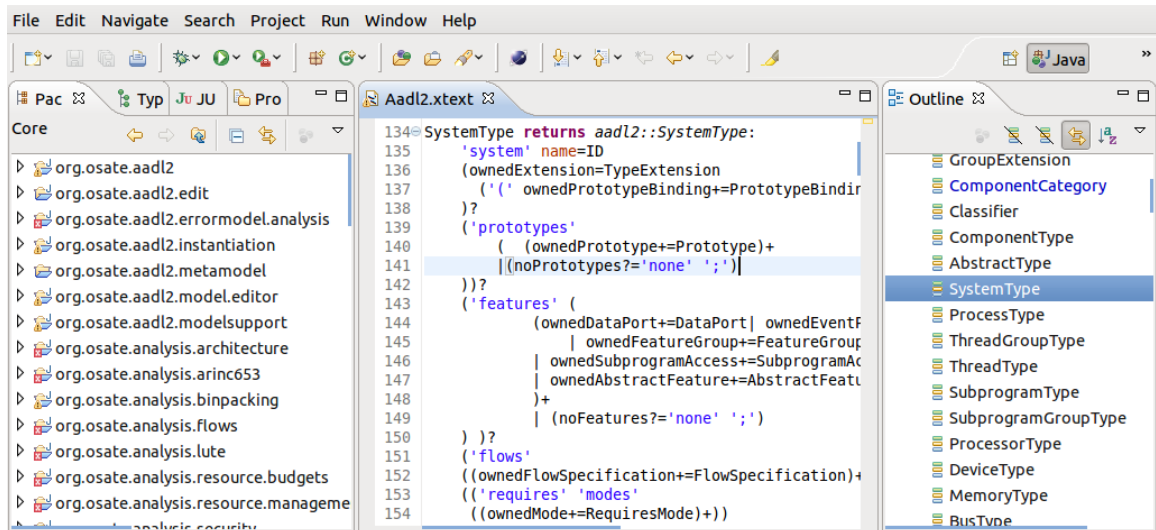 File Edit Navigate Search Project Run Window Help
Java
»
Pac Typ JU JU Pro
Core
org.osate.aadl2
org.osate.aadl2.edit
org.osate.aadl2.errormodel.analysis
org.osate.aadl2.instantiation
org.osate.aadl2.metamodel
org.osate.aadl2.model.editor
org.osate.aadl2.modelsupport
org.osate.analysis.architecture
org.osate.analysis.arinc653
org.osate.analysis.binpacking
org.osate.analysis.flows
org.osate.analysis.lute
org.osate.analysis.resource.budgets
org.osate.analysis.resource.manageme
Aadl2.xtext
134 SystemType returns aadl2::SystemType:
135 'system' name=ID
136 (ownedExtension=TypeExtension
137 ('(' ownedPrototypeBinding+=PrototypeBindin
138 )?
139 ('prototypes'
140 ( (ownedPrototype+=Prototype)+
141 |(noPrototypes?='none' ';')
142 ))?
143 ('features' (
144 (ownedDataPort+=DataPort| ownedEventP
145 | ownedFeatureGroup+=FeatureGroup
146 | ownedSubprogramAccess+=SubprogramAc
147 | ownedAbstractFeature+=AbstractFeatu
148 )+
149 | (noFeatures?='none' ';')
150 ) )?
151 ('flows'
152 ((ownedFlowSpecification+=FlowSpecification)+
153 (('requires' 'modes'
154 ((ownedMode+=RequiresMode)+))
Outline
GroupExtension
ComponentCategory
Classifier
ComponentType
AbstractType
SystemType
ProcessType
ThreadGroupType
ThreadType
SubprogramType
SubprogramGroupType
ProcessorType
DeviceType
MemoryType
BusType